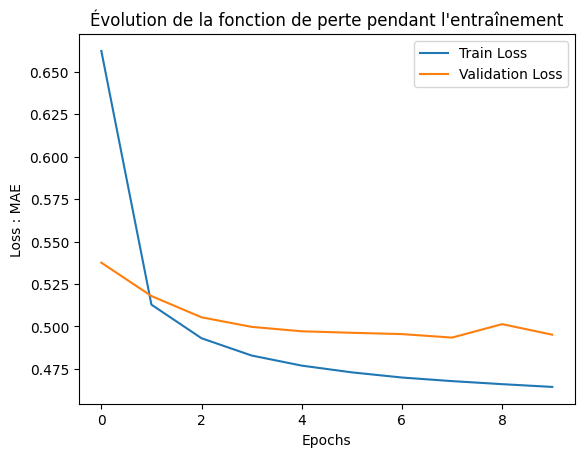 Évolution de la fonction de perte pendant l'entraînement
Train Loss
Validation Loss
0.650
0.625
0.600
0.575
0.550
0.525
0.500
0.475
Loss : MAE
0 2 4 6 8
Epochs